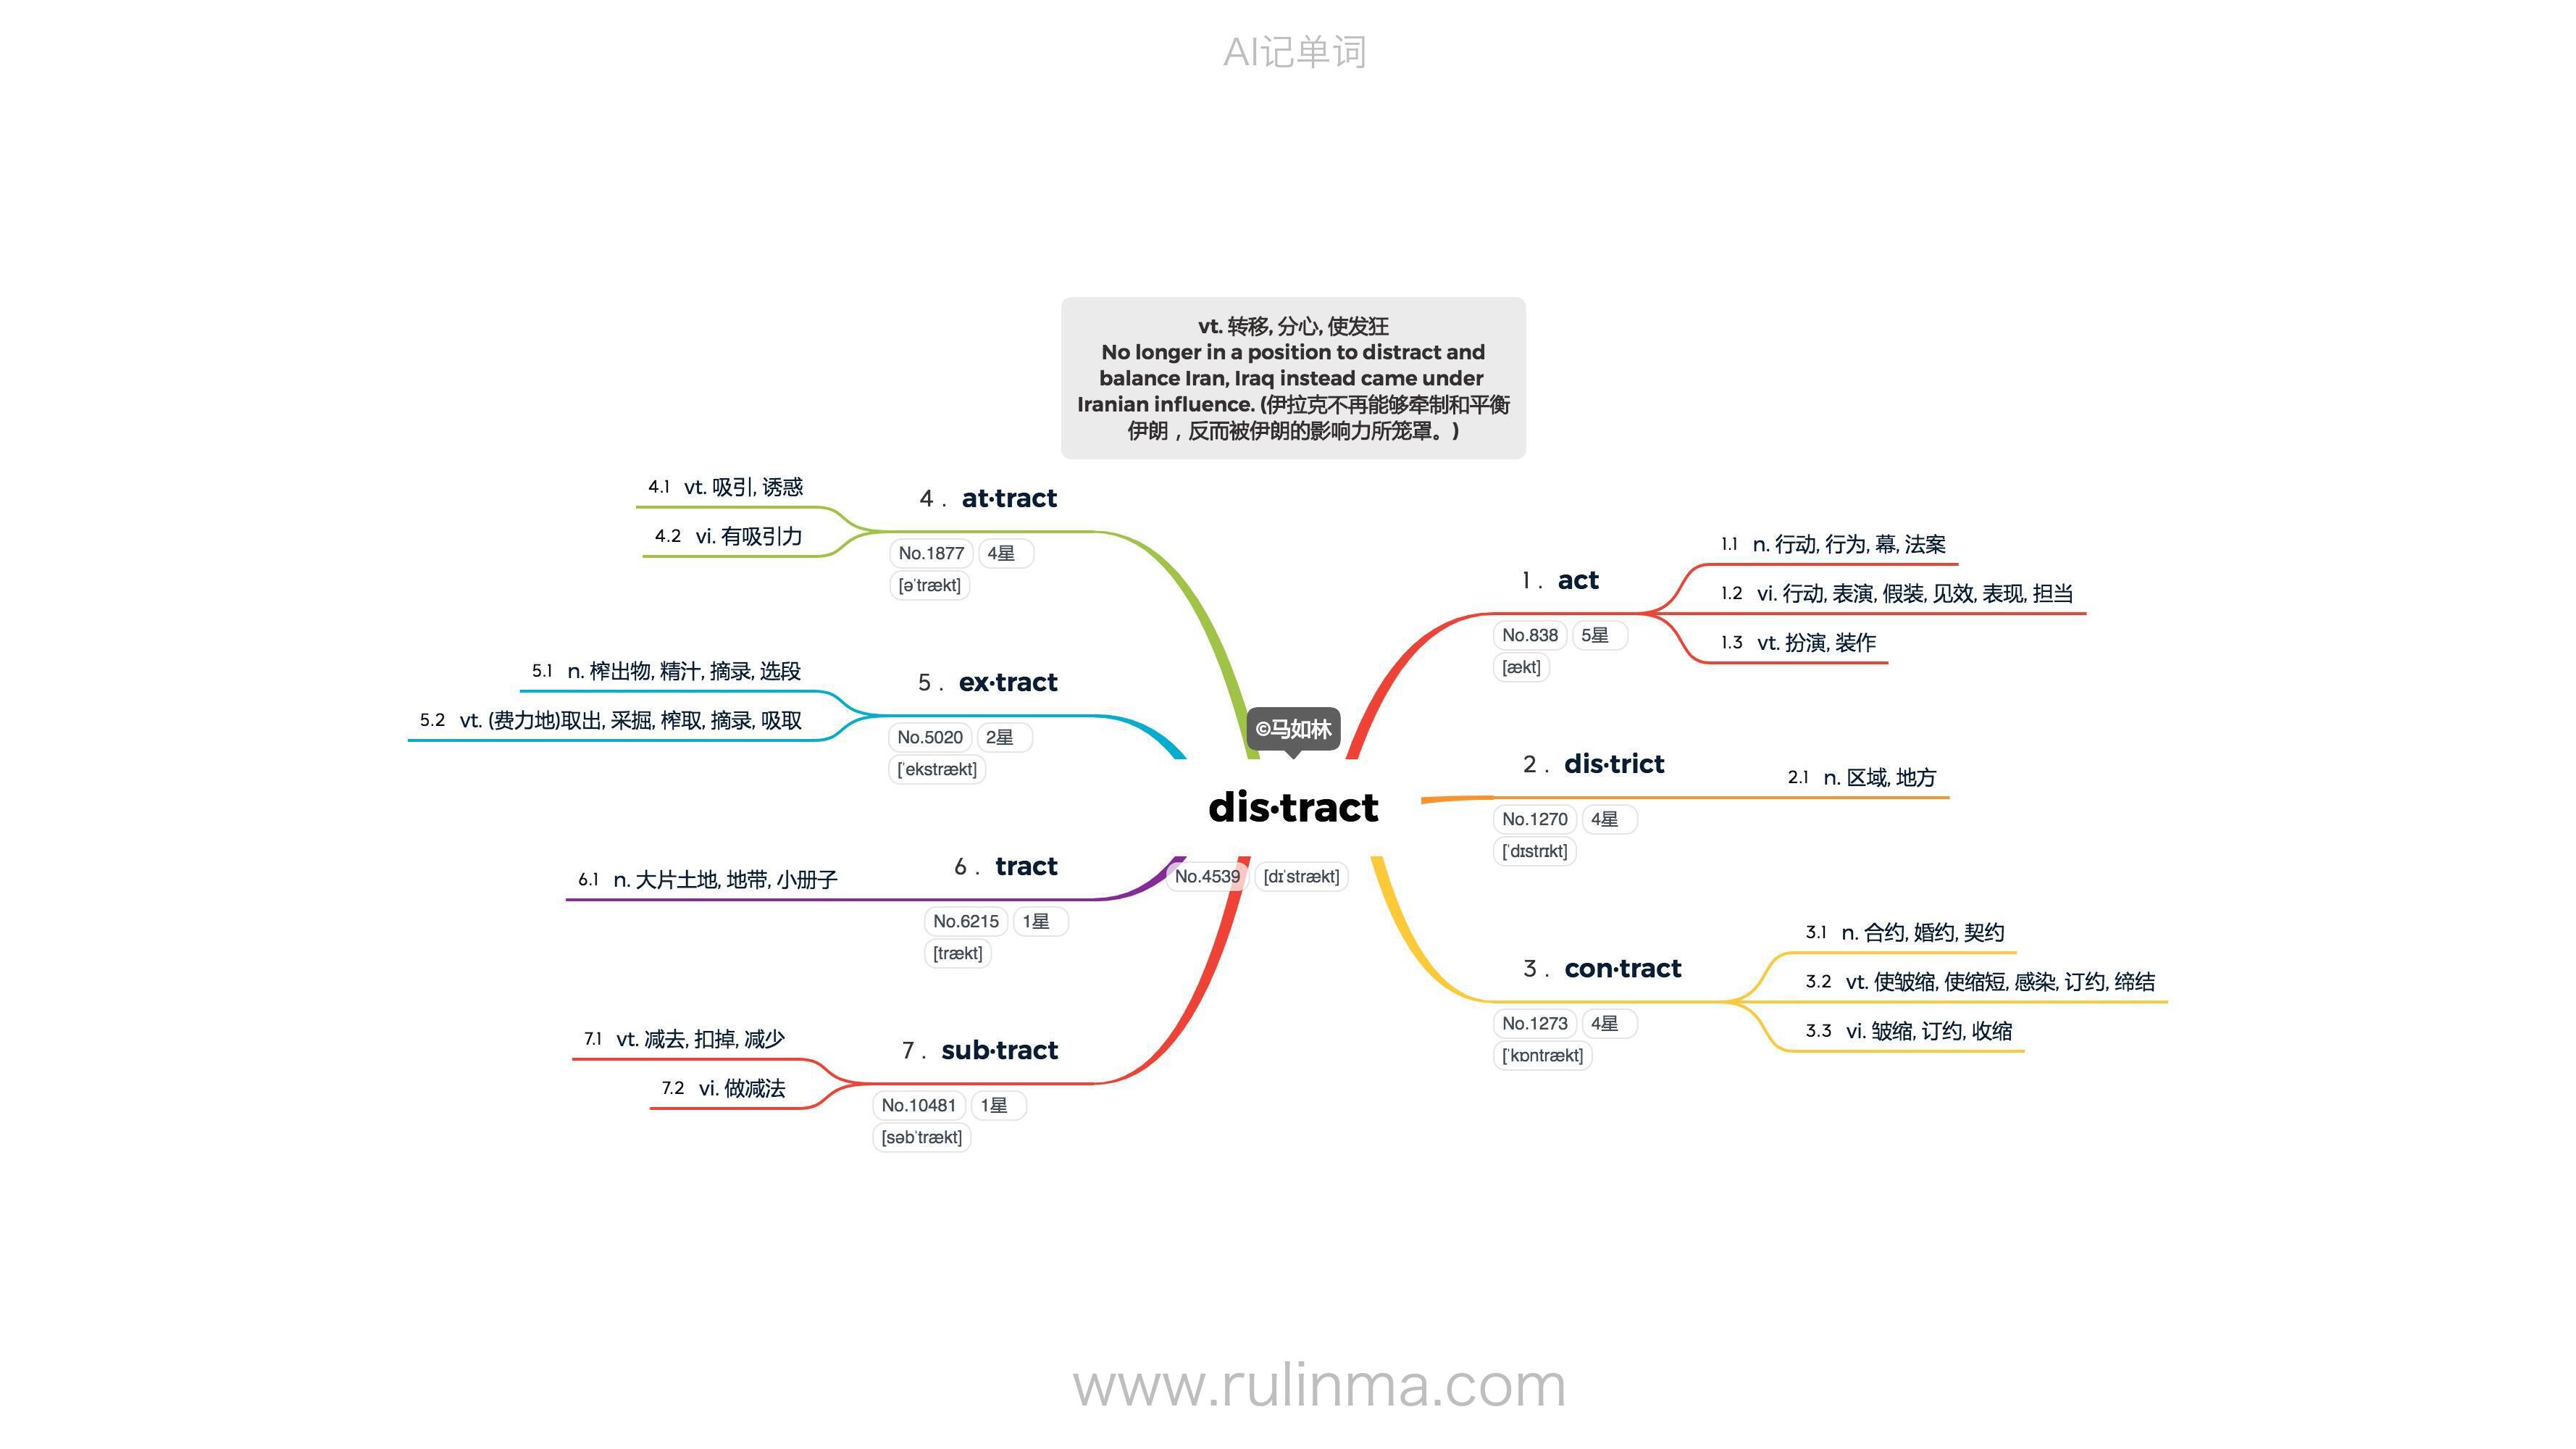 AI记单词
vt. 转移, 分心, 使发狂
No longer in a position to distract and
balance Iran, Iraq instead came under
Iranian influence. (伊拉克不再能够牵制和平衡
伊朗，反而被伊朗的影响力所笼罩。)
©马如林
dis·tract
No.4539 [dɪˈstrækt]
1. act
No.838 5星
[ækt]
1.1 n. 行动, 行为, 幕, 法案
1.2 vi. 行动, 表演, 假装, 见效, 表现, 担当
1.3 vt. 扮演, 装作
2. dis·trict
No.1270 4星
[ˈdɪstrɪkt]
2.1 n. 区域, 地方
3. con·tract
No.1273 4星
[ˈkɒntrækt]
3.1 n. 合约, 婚约, 契约
3.2 vt. 使皱缩, 使缩短, 感染, 订约, 缔结
3.3 vi. 皱缩, 订约, 收缩
4. at·tract
No.1877 4星
[əˈtrækt]
4.1 vt. 吸引, 诱惑
4.2 vi. 有吸引力
5. ex·tract
No.5020 2星
[ˈekstrækt]
5.1 n. 榨出物, 精汁, 摘录, 选段
5.2 vt. (费力地)取出, 采掘, 榨取, 摘录, 吸取
6. tract
No.6215 1星
[trækt]
6.1 n. 大片土地, 地带, 小册子
7. sub·tract
No.10481 1星
[səbˈtrækt]
7.1 vt. 减去, 扣掉, 减少
7.2 vi. 做减法
www.rulinma.com